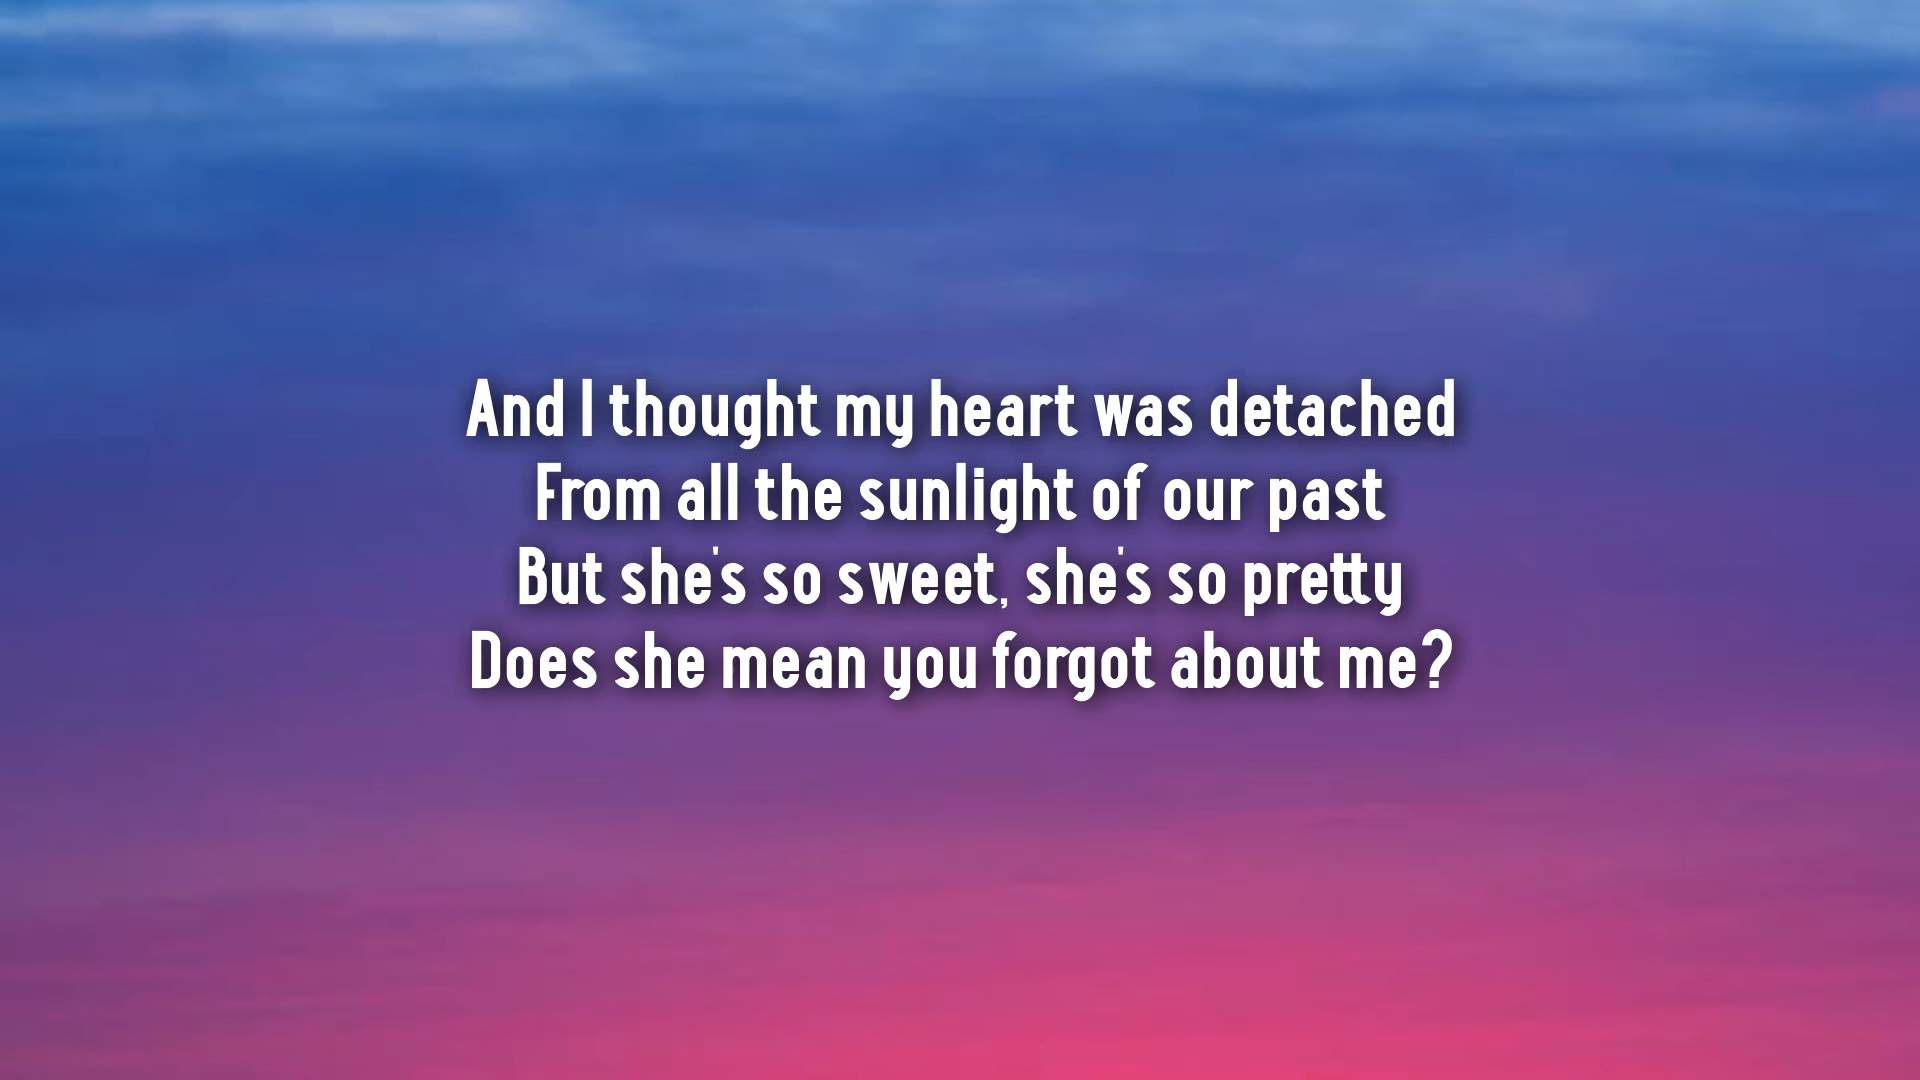 And I thought my heart was detached
From all the sunlight of our past
But she's so sweet, she's so pretty
Does she mean you forgot about me?